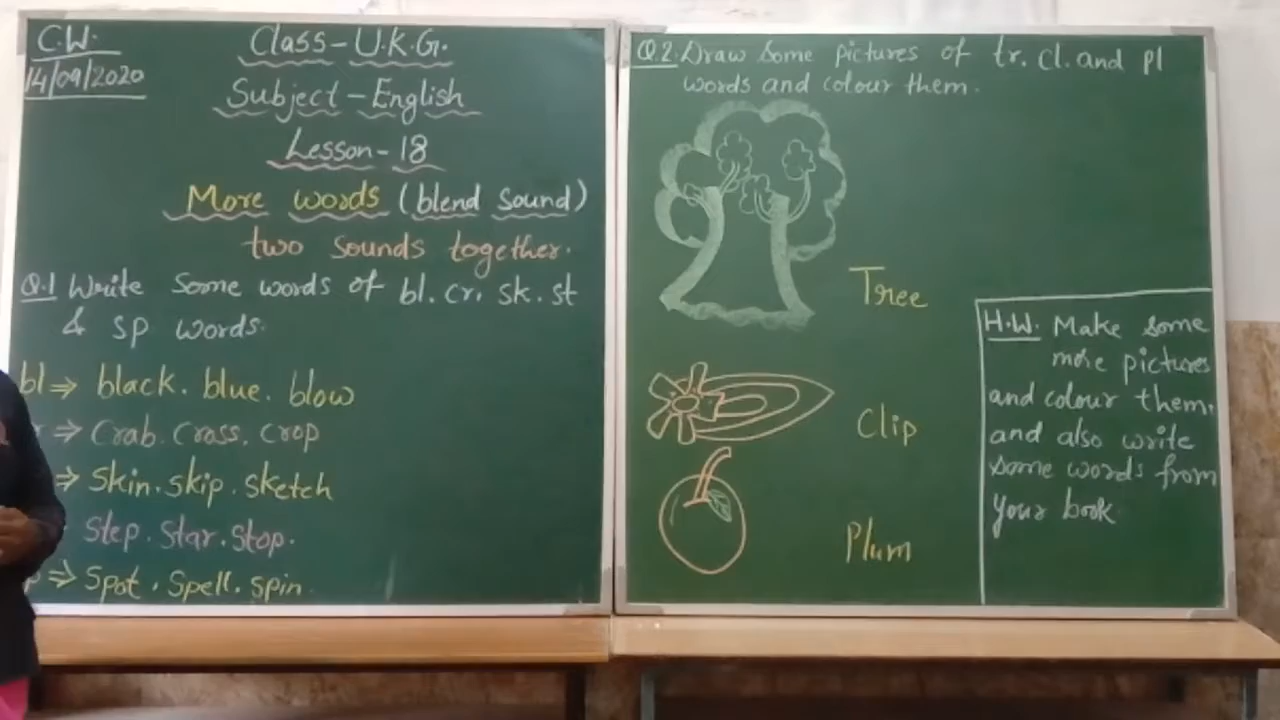 C.W.
14/09/2020
Class-U.K.G.
Subject-English
Lesson-18
More words (blend sound)
two sounds together.
Q.1 Write some words of bl. cr. sk. st
& sp words.
bl⇒ black. blue. blow
⇒ Crab. Cross. Crop
⇒ Skin. skip. sketch
Step. Star. Stop.
p⇒ Spot. Spell. spin.
Q.2. Draw some pictures of tr. cl. and pl
words and colour them.
Tree
Clip
Plum
H.W. Make some
more pictures
and colour them,
and also write
some words from
your book